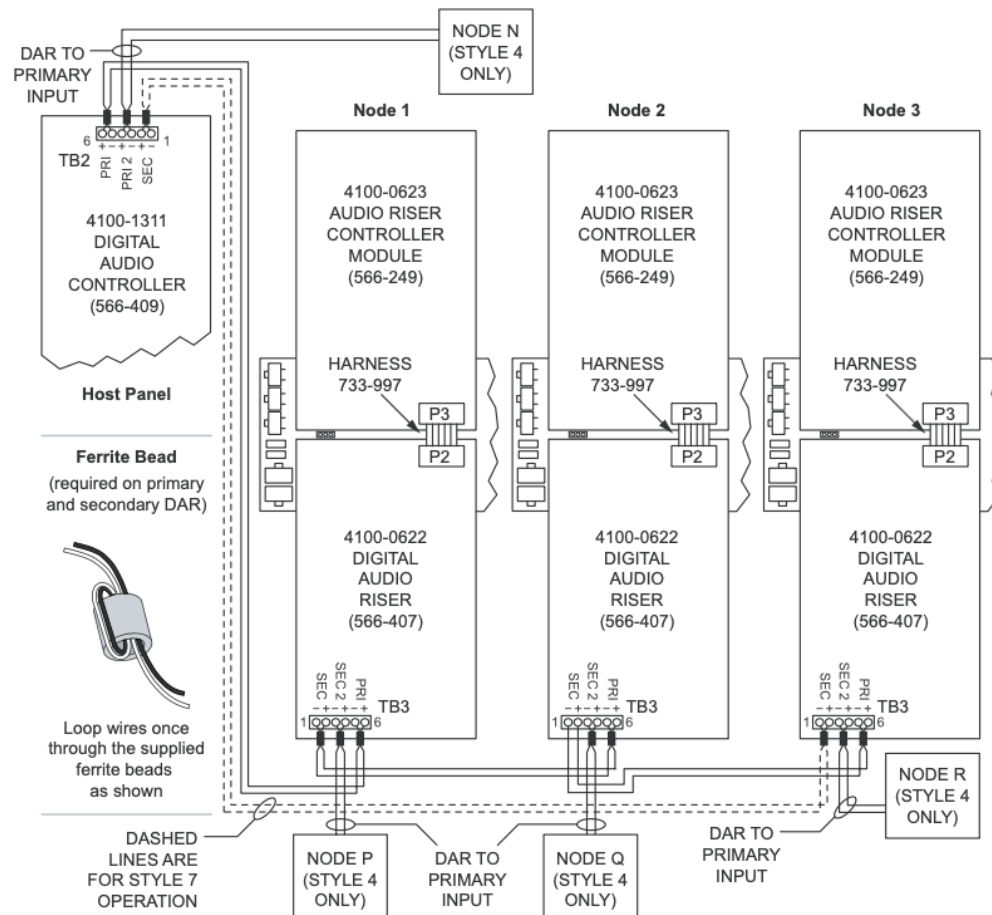 NODE N
(STYLE 4
ONLY)
DAR TO
PRIMARY
INPUT
6
1
TB2
+ - + - + -
PRI
PRI 2
SEC
4100-1311
DIGITAL
AUDIO
CONTROLLER
(566-409)
Host Panel
Ferrite Bead
(required on primary
and secondary DAR)
Loop wires once
through the supplied
ferrite beads
as shown
DASHED
LINES ARE
FOR STYLE 7
OPERATION
Node 1
4100-0623
AUDIO RISER
CONTROLLER
MODULE
(566-249)
HARNESS
733-997
P3
P2
4100-0622
DIGITAL
AUDIO
RISER
(566-407)
SEC
SEC 2
PRI
- + - + - +
1
6
TB3
Node 2
4100-0623
AUDIO RISER
CONTROLLER
MODULE
(566-249)
HARNESS
733-997
P3
P2
4100-0622
DIGITAL
AUDIO
RISER
(566-407)
SEC
SEC 2
PRI
- + - + - +
1
6
TB3
Node 3
4100-0623
AUDIO RISER
CONTROLLER
MODULE
(566-249)
HARNESS
733-997
P3
P2
4100-0622
DIGITAL
AUDIO
RISER
(566-407)
SEC
SEC 2
PRI
- + - + - +
1
6
TB3
NODE P
(STYLE 4
ONLY)
DAR TO
PRIMARY
INPUT
NODE Q
(STYLE 4
ONLY)
DAR TO
PRIMARY
INPUT
NODE R
(STYLE 4
ONLY)